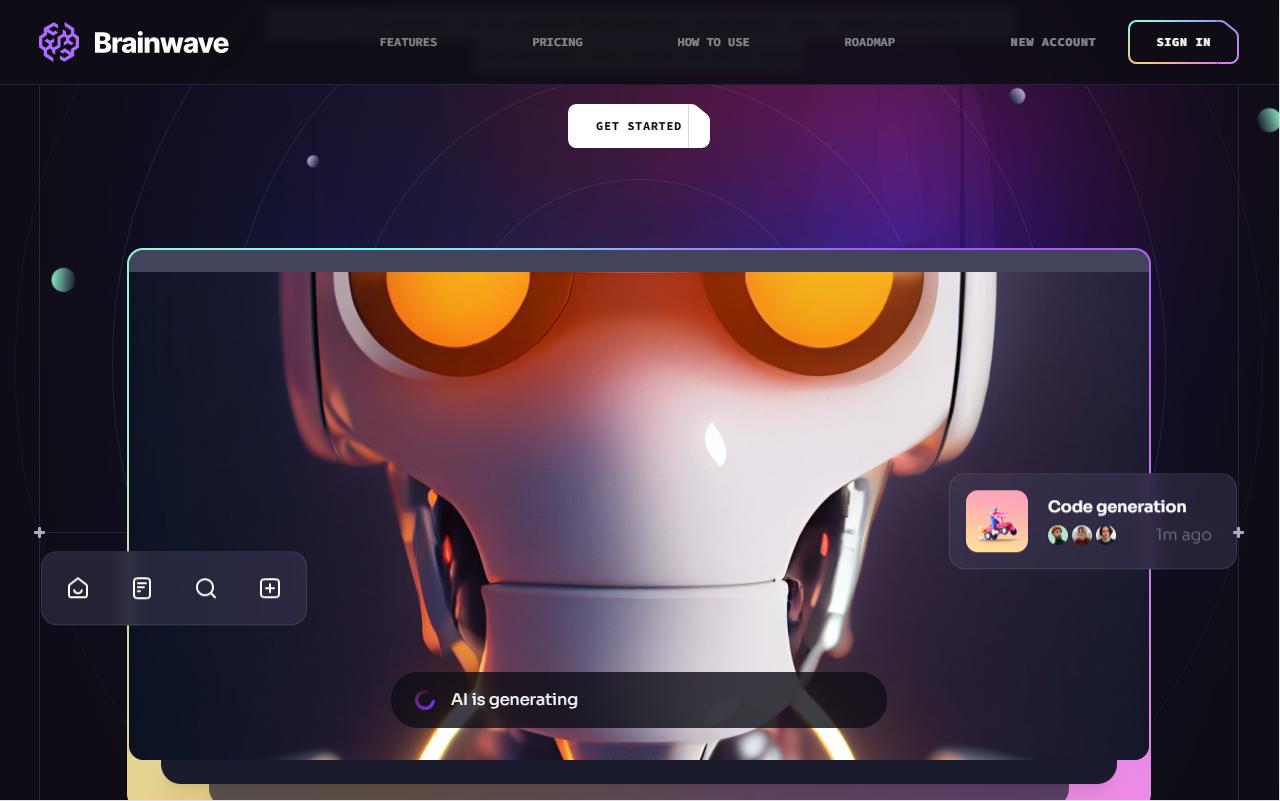 Brainwave
FEATURES
PRICING
HOW TO USE
ROADMAP
NEW ACCOUNT
SIGN IN
GET STARTED
Code generation
1m ago
AI is generating